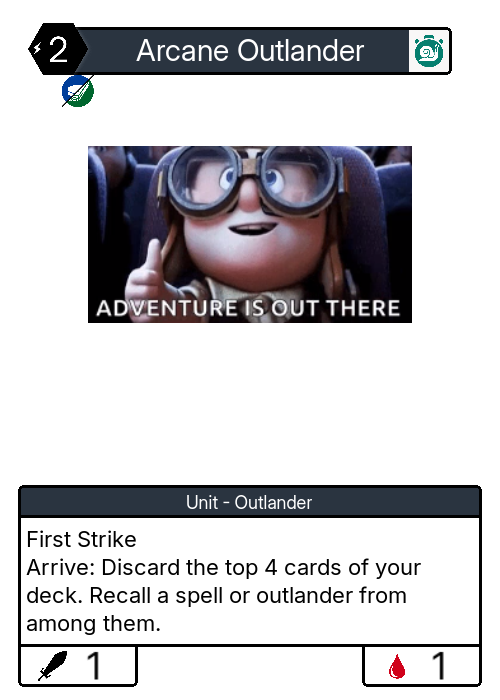 2
Arcane Outlander
ADVENTURE IS OUT THERE
Unit - Outlander
First Strike
Arrive: Discard the top 4 cards of your
deck. Recall a spell or outlander from
among them.
1
1